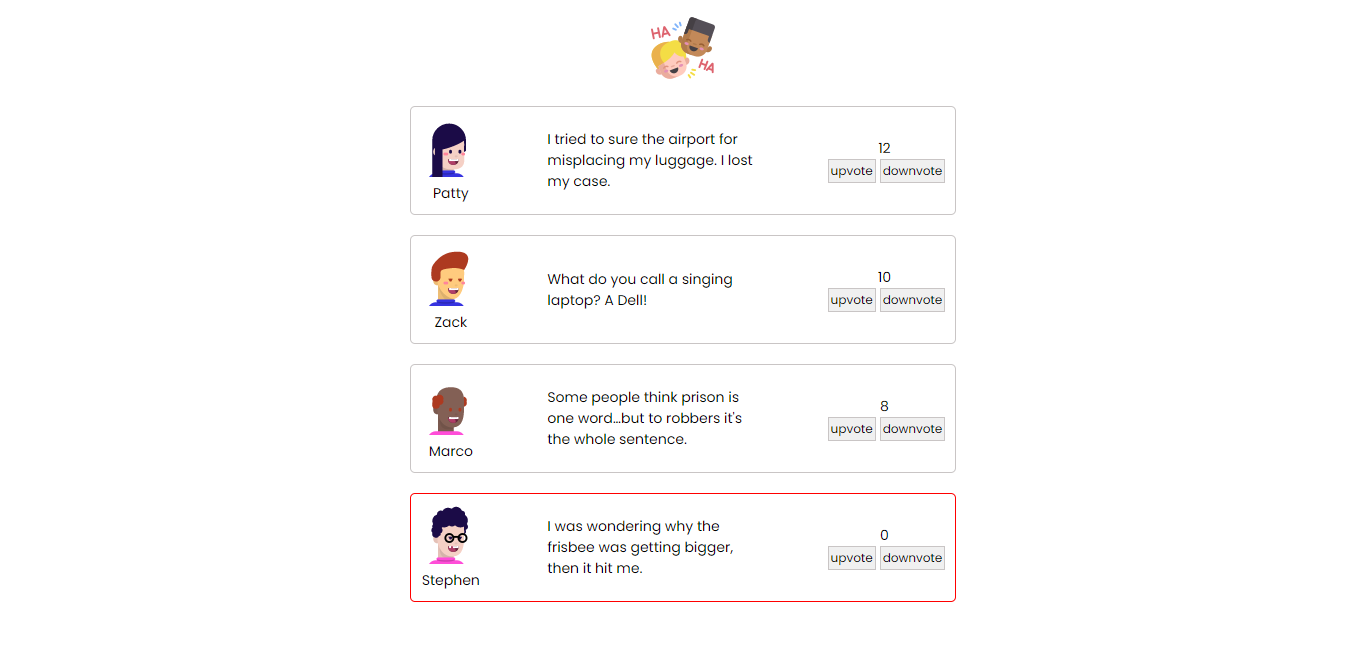 HA
HA
I tried to sure the airport for
misplacing my luggage. I lost
my case.
Patty
12
upvote downvote
What do you call a singing
laptop? A Dell!
Zack
10
upvote downvote
Some people think prison is
one word...but to robbers it's
the whole sentence.
Marco
8
upvote downvote
I was wondering why the
frisbee was getting bigger,
then it hit me.
Stephen
0
upvote downvote